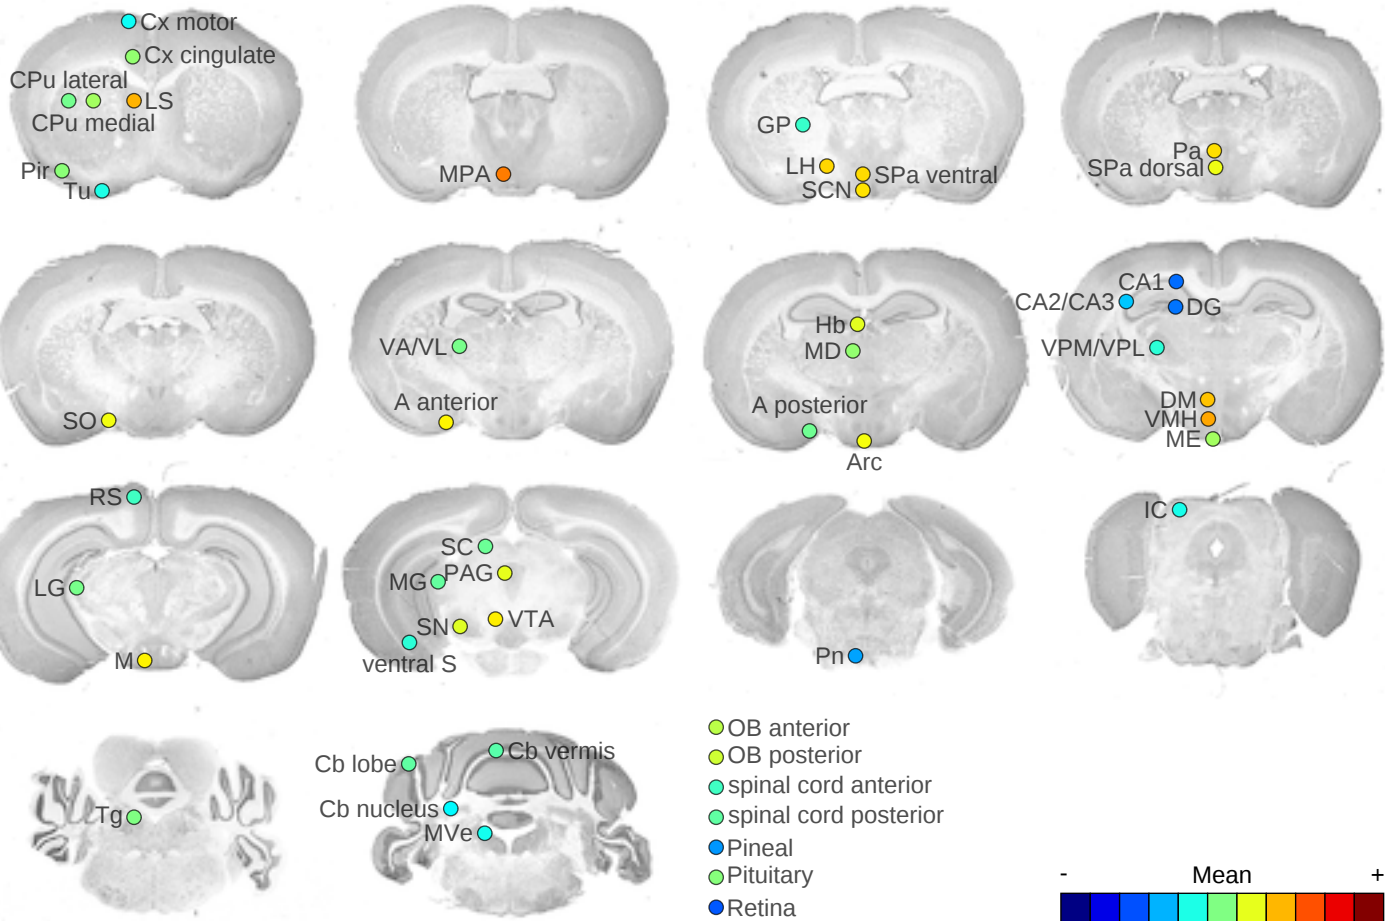 Cx motor
Cx cingulate
CPu lateral
LS
CPu medial
Pir
Tu
MPA
GP
LH
SPa ventral
SCN
Pa
SPa dorsal
SO
VA/VL
A anterior
Hb
MD
A posterior
Arc
CA1
CA2/CA3
DG
VPM/VPL
DM
VMH
ME
RS
LG
M
SC
MG
PAG
SN
VTA
ventral S
Pn
IC
Tg
Cb lobe
Cb vermis
Cb nucleus
MVe
OB anterior
OB posterior
spinal cord anterior
spinal cord posterior
Pineal
Pituitary
Retina
- Mean +